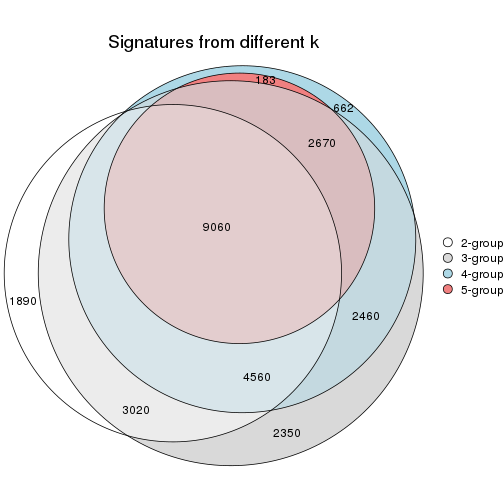 Signatures from different k
183
662
2670
9060
1890
2460
4560
3020
2350
2-group
3-group
4-group
5-group